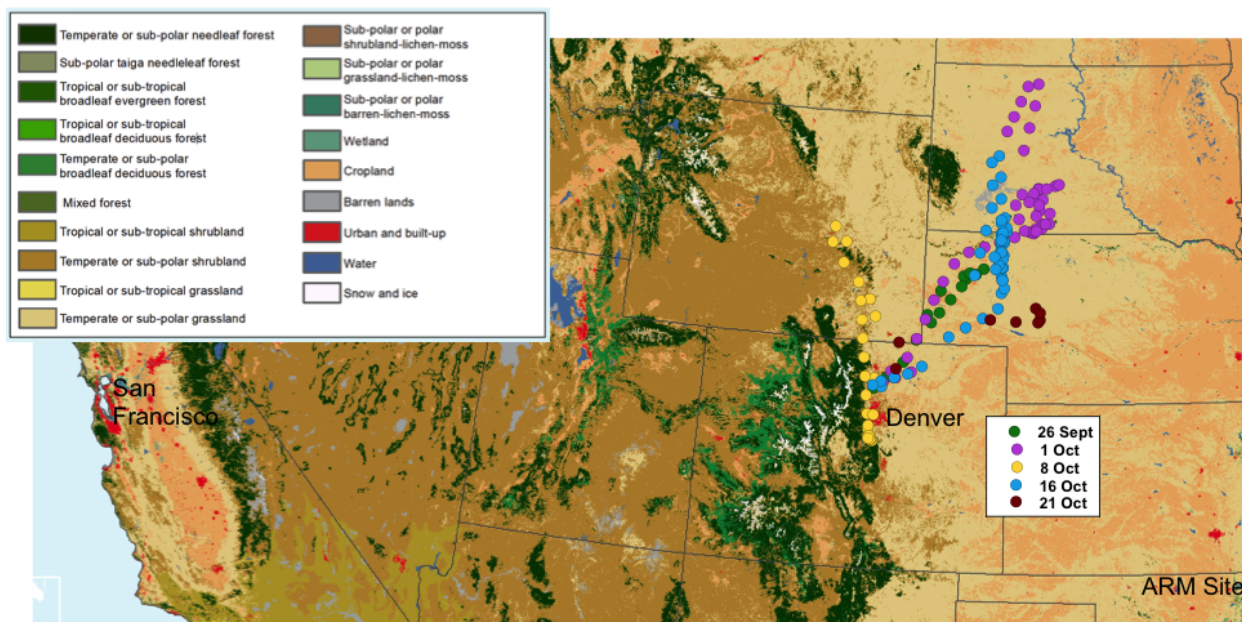 Temperate or sub-polar needleaf forest
Sub-polar taiga needleleaf forest
Tropical or sub-tropical
broadleaf evergreen forest
Tropical or sub-tropical
broadleaf deciduous forest
Temperate or sub-polar
broadleaf deciduous forest
Mixed forest
Tropical or sub-tropical shrubland
Temperate or sub-polar shrubland
Tropical or sub-tropical grassland
Temperate or sub-polar grassland
Sub-polar or polar
shrubland-lichen-moss
Sub-polar or polar
grassland-lichen-moss
Sub-polar or polar
barren-lichen-moss
Wetland
Cropland
Barren lands
Urban and built-up
Water
Snow and ice
San
Francisco
Denver
26 Sept
1 Oct
8 Oct
16 Oct
21 Oct
ARM Site